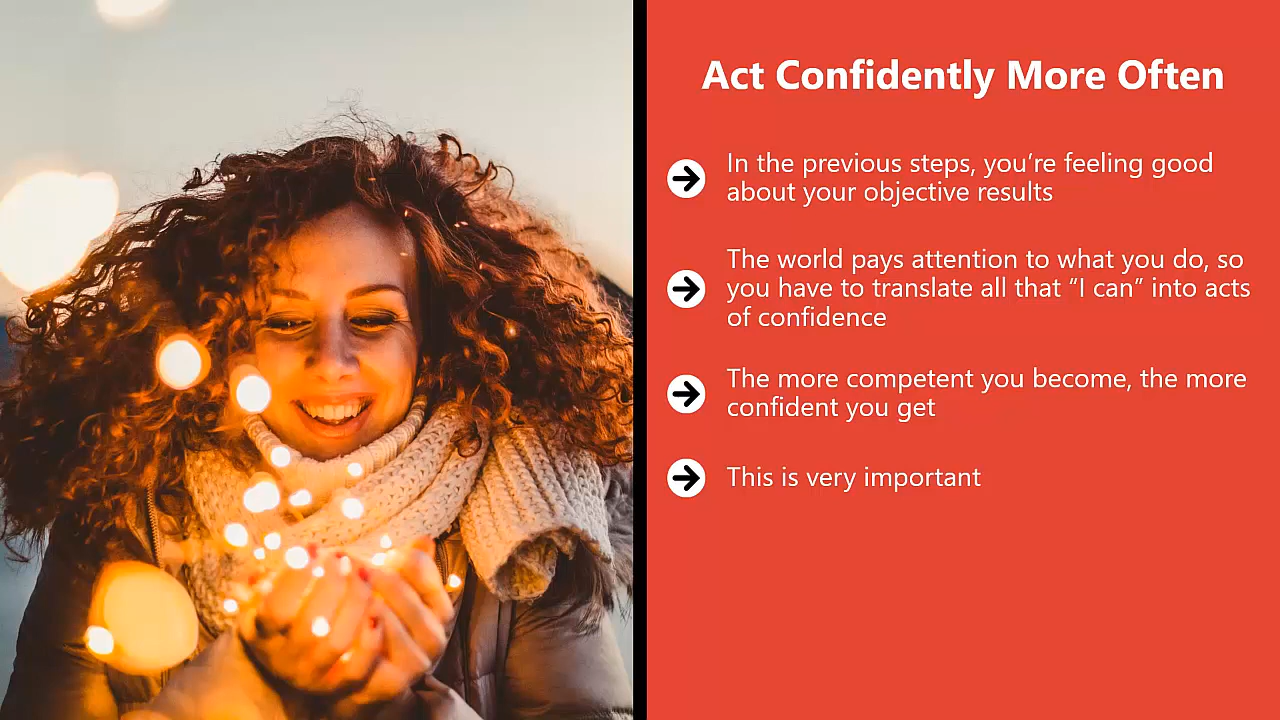 Act Confidently More Often
In the previous steps, you’re feeling good
about your objective results
The world pays attention to what you do, so
you have to translate all that “I can” into acts
of confidence
The more competent you become, the more
confident you get
This is very important